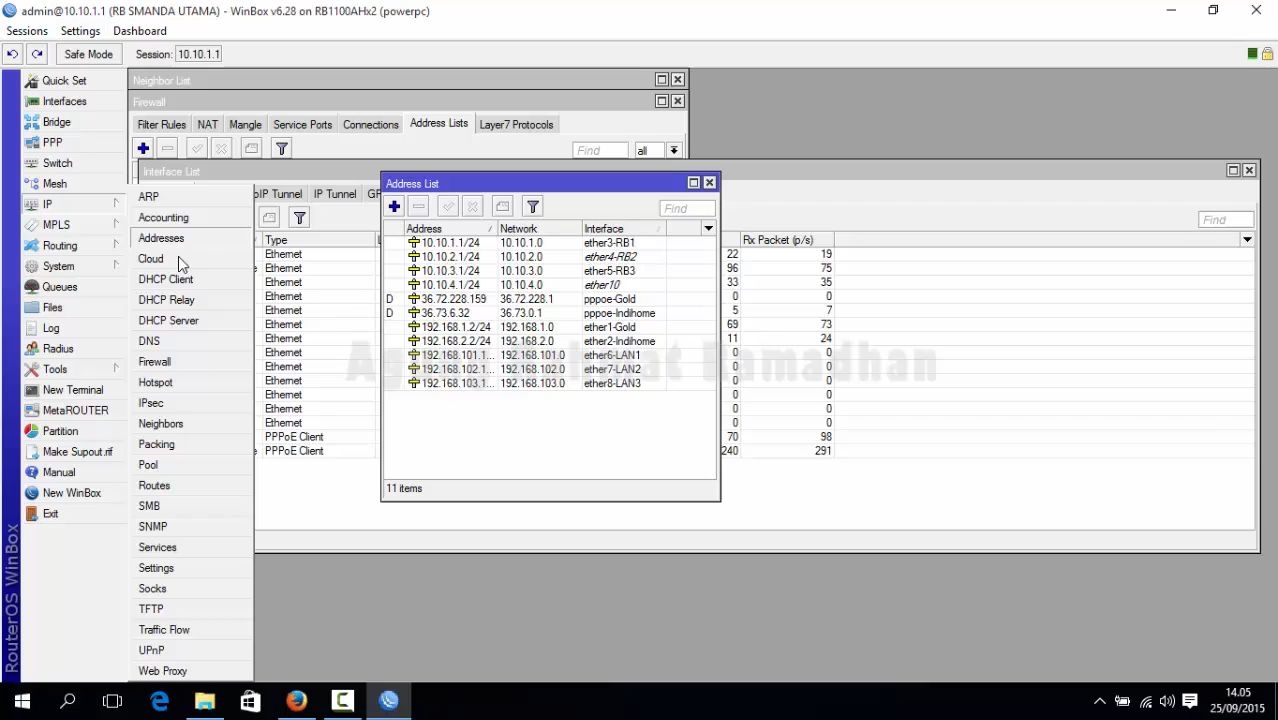 admin@10.10.1.1 (RB SMANDA UTAMA) - WinBox v6.28 on RB1100AHx2 (powerpc)
Sessions Settings Dashboard
Safe Mode Session: 10.10.1.1
Quick Set
Interfaces
Bridge
PPP
Switch
Mesh
IP
MPLS
Routing
System
Queues
Files
Log
Radius
Tools
New Terminal
MetaROUTER
Partition
Make Supout.rif
Manual
New WinBox
Exit
RouterOS WinBox
Neighbor List
Firewall
Filter Rules NAT Mangle Service Ports Connections Address Lists Layer7 Protocols
Find all
Interface List
IP Tunnel
Find
ARP
Accounting
Addresses
Cloud
DHCP Client
DHCP Relay
DHCP Server
DNS
Firewall
Hotspot
IPsec
Neighbors
Packing
Pool
Routes
SMB
SNMP
Services
Settings
Socks
TFTP
Traffic Flow
UPnP
Web Proxy
Type
Ethernet
Ethernet
Ethernet
Ethernet
Ethernet
Ethernet
Ethernet
Ethernet
Ethernet
Ethernet
Ethernet
Ethernet
Ethernet
PPPoE Client
PPPoE Client
Address List
Find
Address Network Interface
10.10.1.1/24 10.10.1.0 ether3-RB1
10.10.2.1/24 10.10.2.0 ether4-RB2
10.10.3.1/24 10.10.3.0 ether5-RB3
10.10.4.1/24 10.10.4.0 ether10
D 36.72.228.159 36.72.228.1 pppoe-Gold
D 36.73.6.32 36.73.0.1 pppoe-Indihome
192.168.1.2/24 192.168.1.0 ether1-Gold
192.168.2.2/24 192.168.2.0 ether2-Indihome
192.168.101.1... 192.168.101.0 ether6-LAN1
192.168.102.1... 192.168.102.0 ether7-LAN2
192.168.103.1... 192.168.103.0 ether8-LAN3
11 items
Rx Packet (p/s)
22 19
96 75
33 35
0 0
5 7
69 73
11 24
0 0
0 0
0 0
0 0
0 0
0 0
70 98
240 291
Ramadhan
14.05
25/09/2015